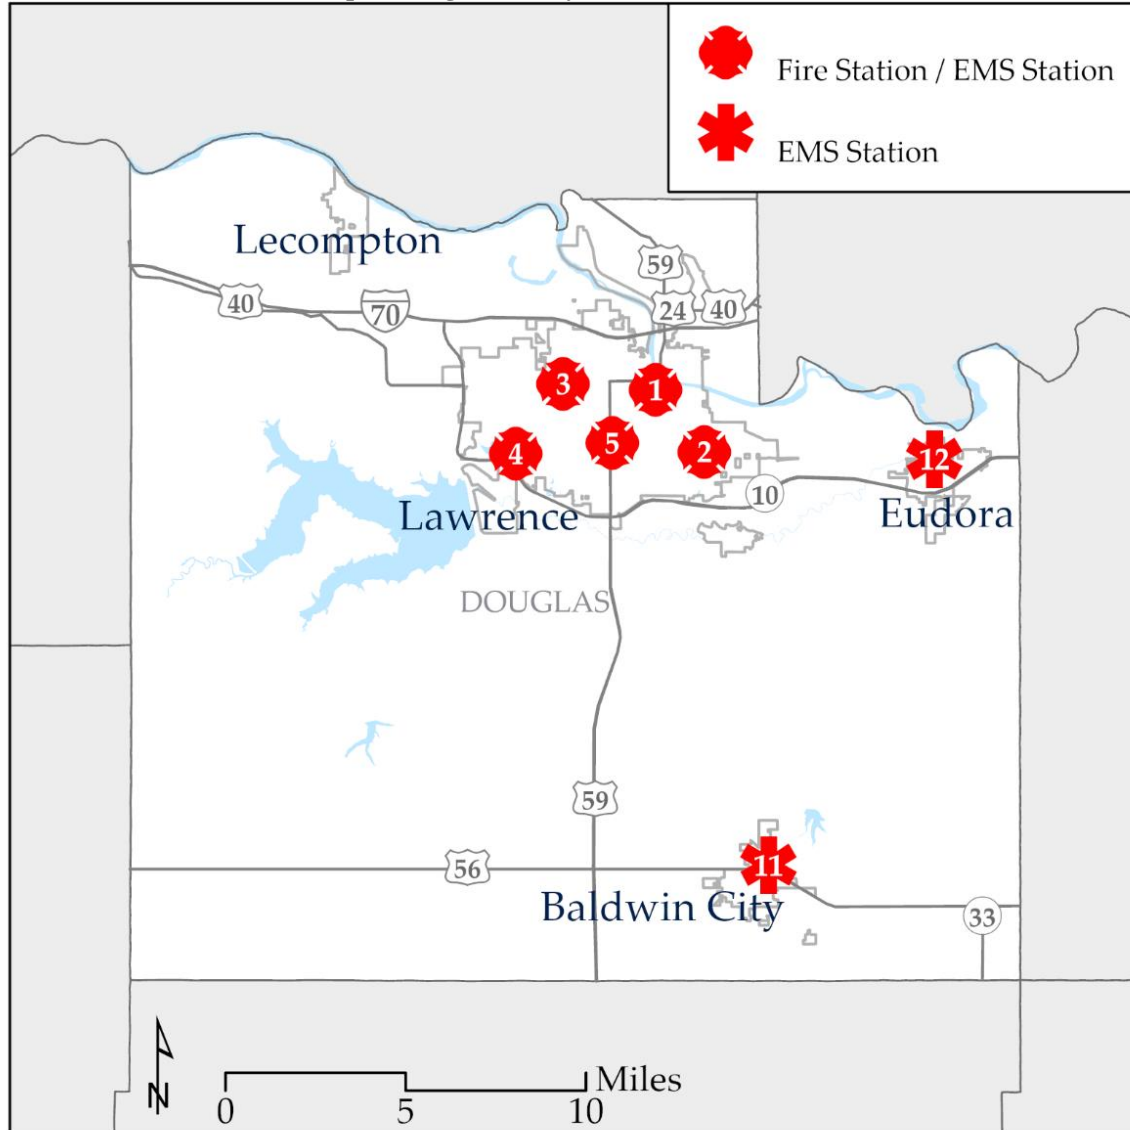 Fire Station / EMS Station
EMS Station
Lecompton
59
40
70
24
40
3
1
4
5
2
12
10
Lawrence
Eudora
DOUGLAS
59
56
11
Baldwin City
33
N
Miles
0
5
10